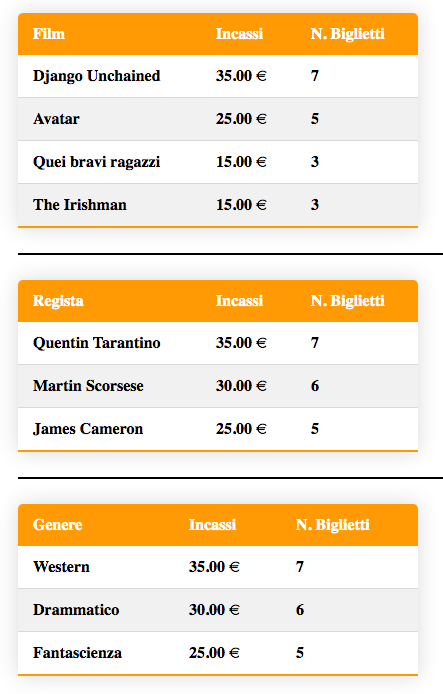 Film Incassi N. Biglietti
Django Unchained 35.00 € 7
Avatar 25.00 € 5
Quei bravi ragazzi 15.00 € 3
The Irishman 15.00 € 3
Regista Incassi N. Biglietti
Quentin Tarantino 35.00 € 7
Martin Scorsese 30.00 € 6
James Cameron 25.00 € 5
Genere Incassi N. Biglietti
Western 35.00 € 7
Drammatico 30.00 € 6
Fantascienza 25.00 € 5